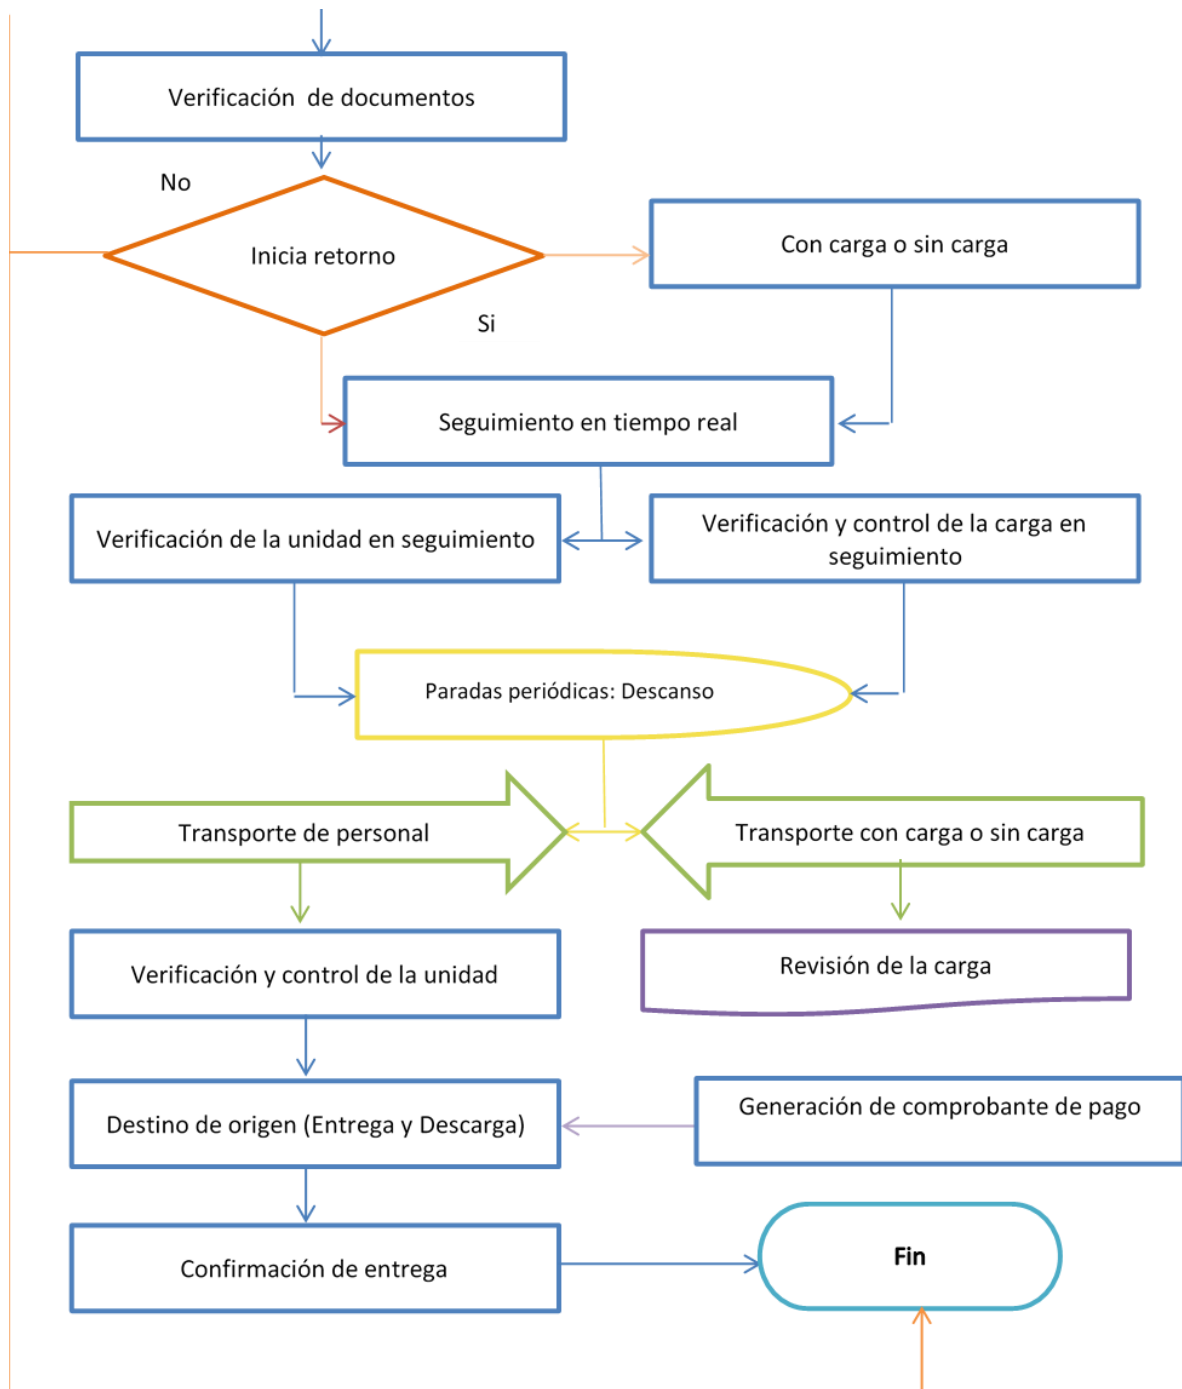 Verificación de documentos
No
Inicia retorno
Con carga o sin carga
Si
Seguimiento en tiempo real
Verificación de la unidad en seguimiento
Verificación y control de la carga en
seguimiento
Paradas periódicas: Descanso
Transporte de personal
Transporte con carga o sin carga
Verificación y control de la unidad
Revisión de la carga
Destino de origen (Entrega y Descarga)
Generación de comprobante de pago
Confirmación de entrega
Fin